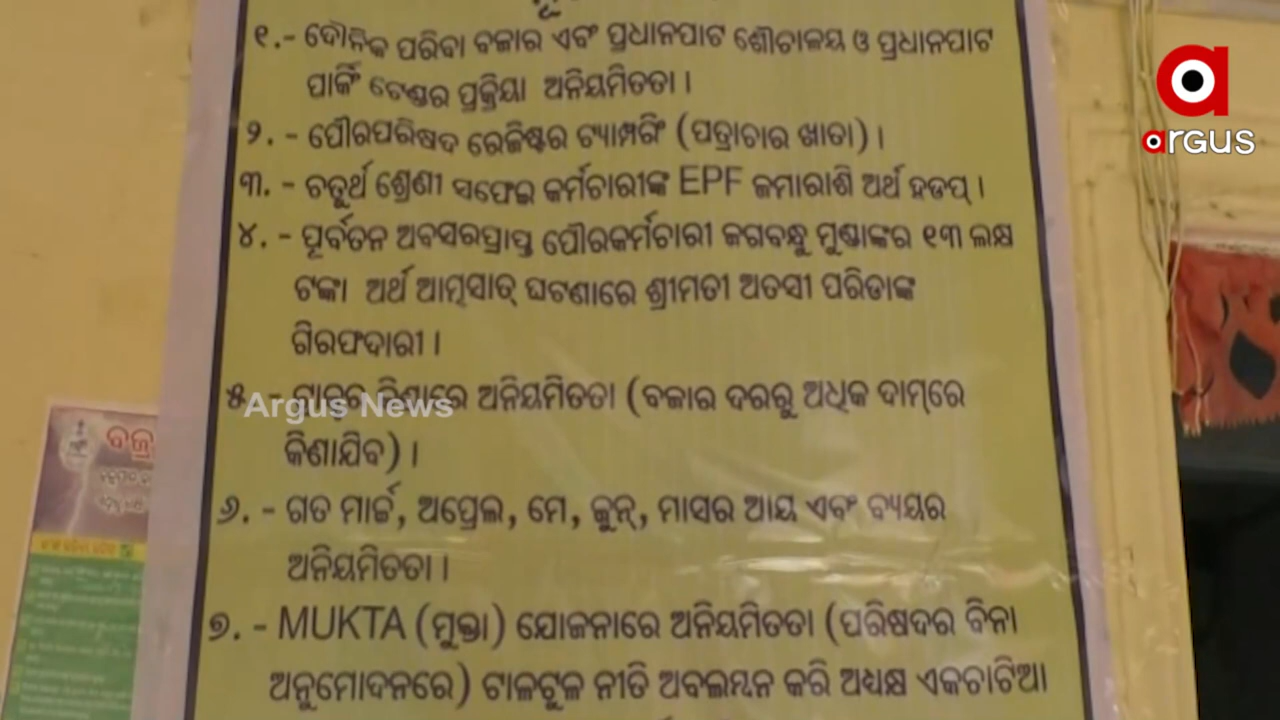 ୧.- ଦୈନିକ ପରିବା ବଜାର ଏବଂ ପ୍ରଧାନପାଟ ଶୌଚାଳୟ ଓ ପ୍ରଧାନପାଟ
ପାର୍କିଂ ଟେଣ୍ଡର ପ୍ରକ୍ରିୟା ଅନିୟମିତତା ।
୨. - ପୌରପରିଷଦ ରେଜିଷ୍ଟର ଟ୍ୟାମ୍ପରିଂ (ପତ୍ରାଚାର ଖାତା) ।
୩. - ଚତୁର୍ଥ ଶ୍ରେଣୀ ସଫେଇ କର୍ମଚାରୀଙ୍କ EPF ଜମାରାଶି ଅର୍ଥ ହଡପ୍ ।
୪. - ପୂର୍ବତନ ଅବସରପ୍ରାପ୍ତ ପୌରକର୍ମଚାରୀ ଜଗବନ୍ଧୁ ମୁଣ୍ଡାଙ୍କର ୧୩ ଲକ୍ଷ
ଟଙ୍କା ଅର୍ଥ ଆତ୍ମସାତ୍ ଘଟଣାରେ ଶ୍ରୀମତୀ ଅତସୀ ପରିଡାଙ୍କ
ଗିରଫଦାରୀ ।
୫. - କିଣାରେ ଅନିୟମିତତା (ବଜାର ଦରରୁ ଅଧିକ ଦାମ୍‌ରେ
କିଣାଯିବ) ।
୬. - ଗତ ମାର୍ଚ୍ଚ, ଅପ୍ରେଲ, ମେ, ଜୁନ୍, ମାସର ଆୟ ଏବଂ ବ୍ୟୟର
ଅନିୟମିତତା ।
୭. - MUKTA (ମୁକ୍ତା) ଯୋଜନାରେ ଅନିୟମିତତା (ପରିଷଦର ବିନା
ଅନୁମୋଦନରେ) ଟାଳଟୁଳ ନୀତି ଅବଲମ୍ବନ କରି ଅଧ୍ୟକ୍ଷ ଏକଚାଟିଆ
Argus News
argus